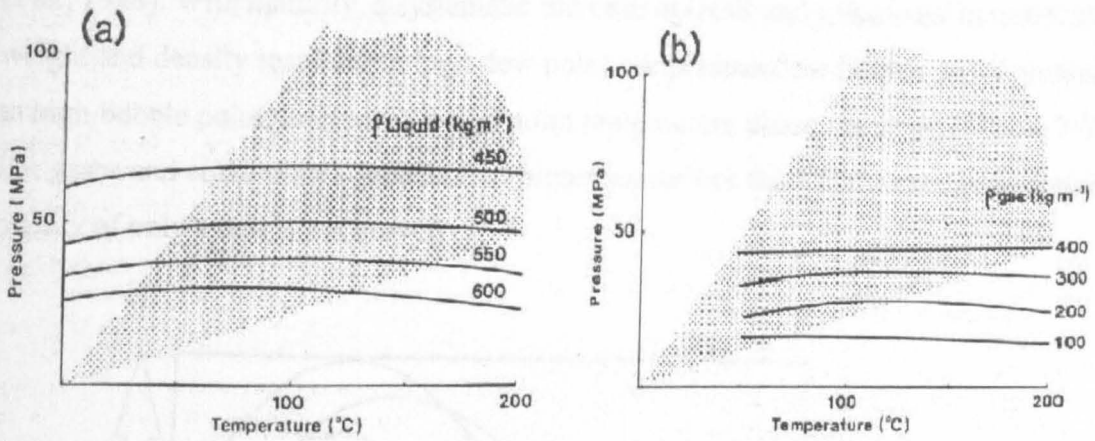 (a)
100
50
Pressure (MPa)
ρLiquid (kg m⁻³)
450
500
550
600
100
200
Temperature (°C)
(b)
100
50
Pressure (MPa)
ρgas (kg m⁻³)
400
300
200
100
100
200
Temperature (°C)